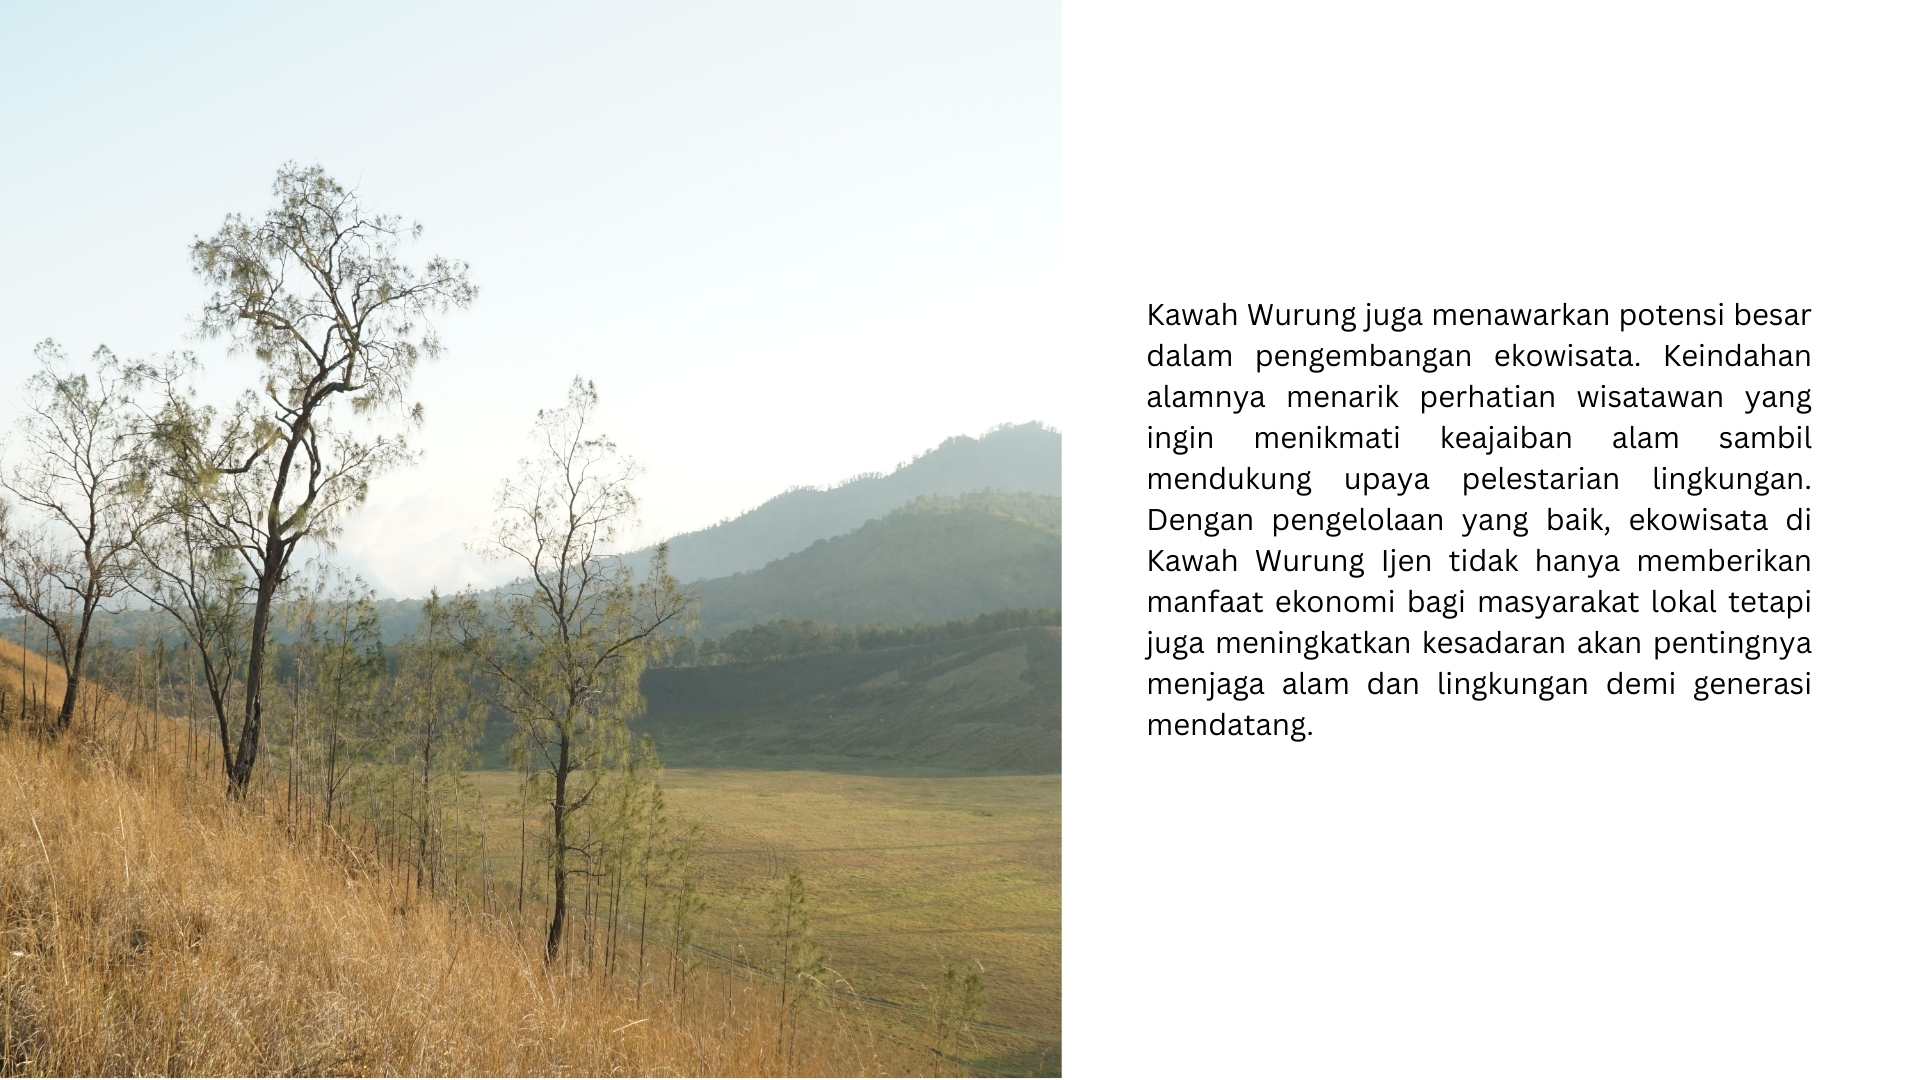 Kawah Wurung juga menawarkan potensi besar
dalam pengembangan ekowisata. Keindahan
alamnya menarik perhatian wisatawan yang
ingin menikmati keajaiban alam sambil
mendukung upaya pelestarian lingkungan.
Dengan pengelolaan yang baik, ekowisata di
Kawah Wurung Ijen tidak hanya memberikan
manfaat ekonomi bagi masyarakat lokal tetapi
juga meningkatkan kesadaran akan pentingnya
menjaga alam dan lingkungan demi generasi
mendatang.